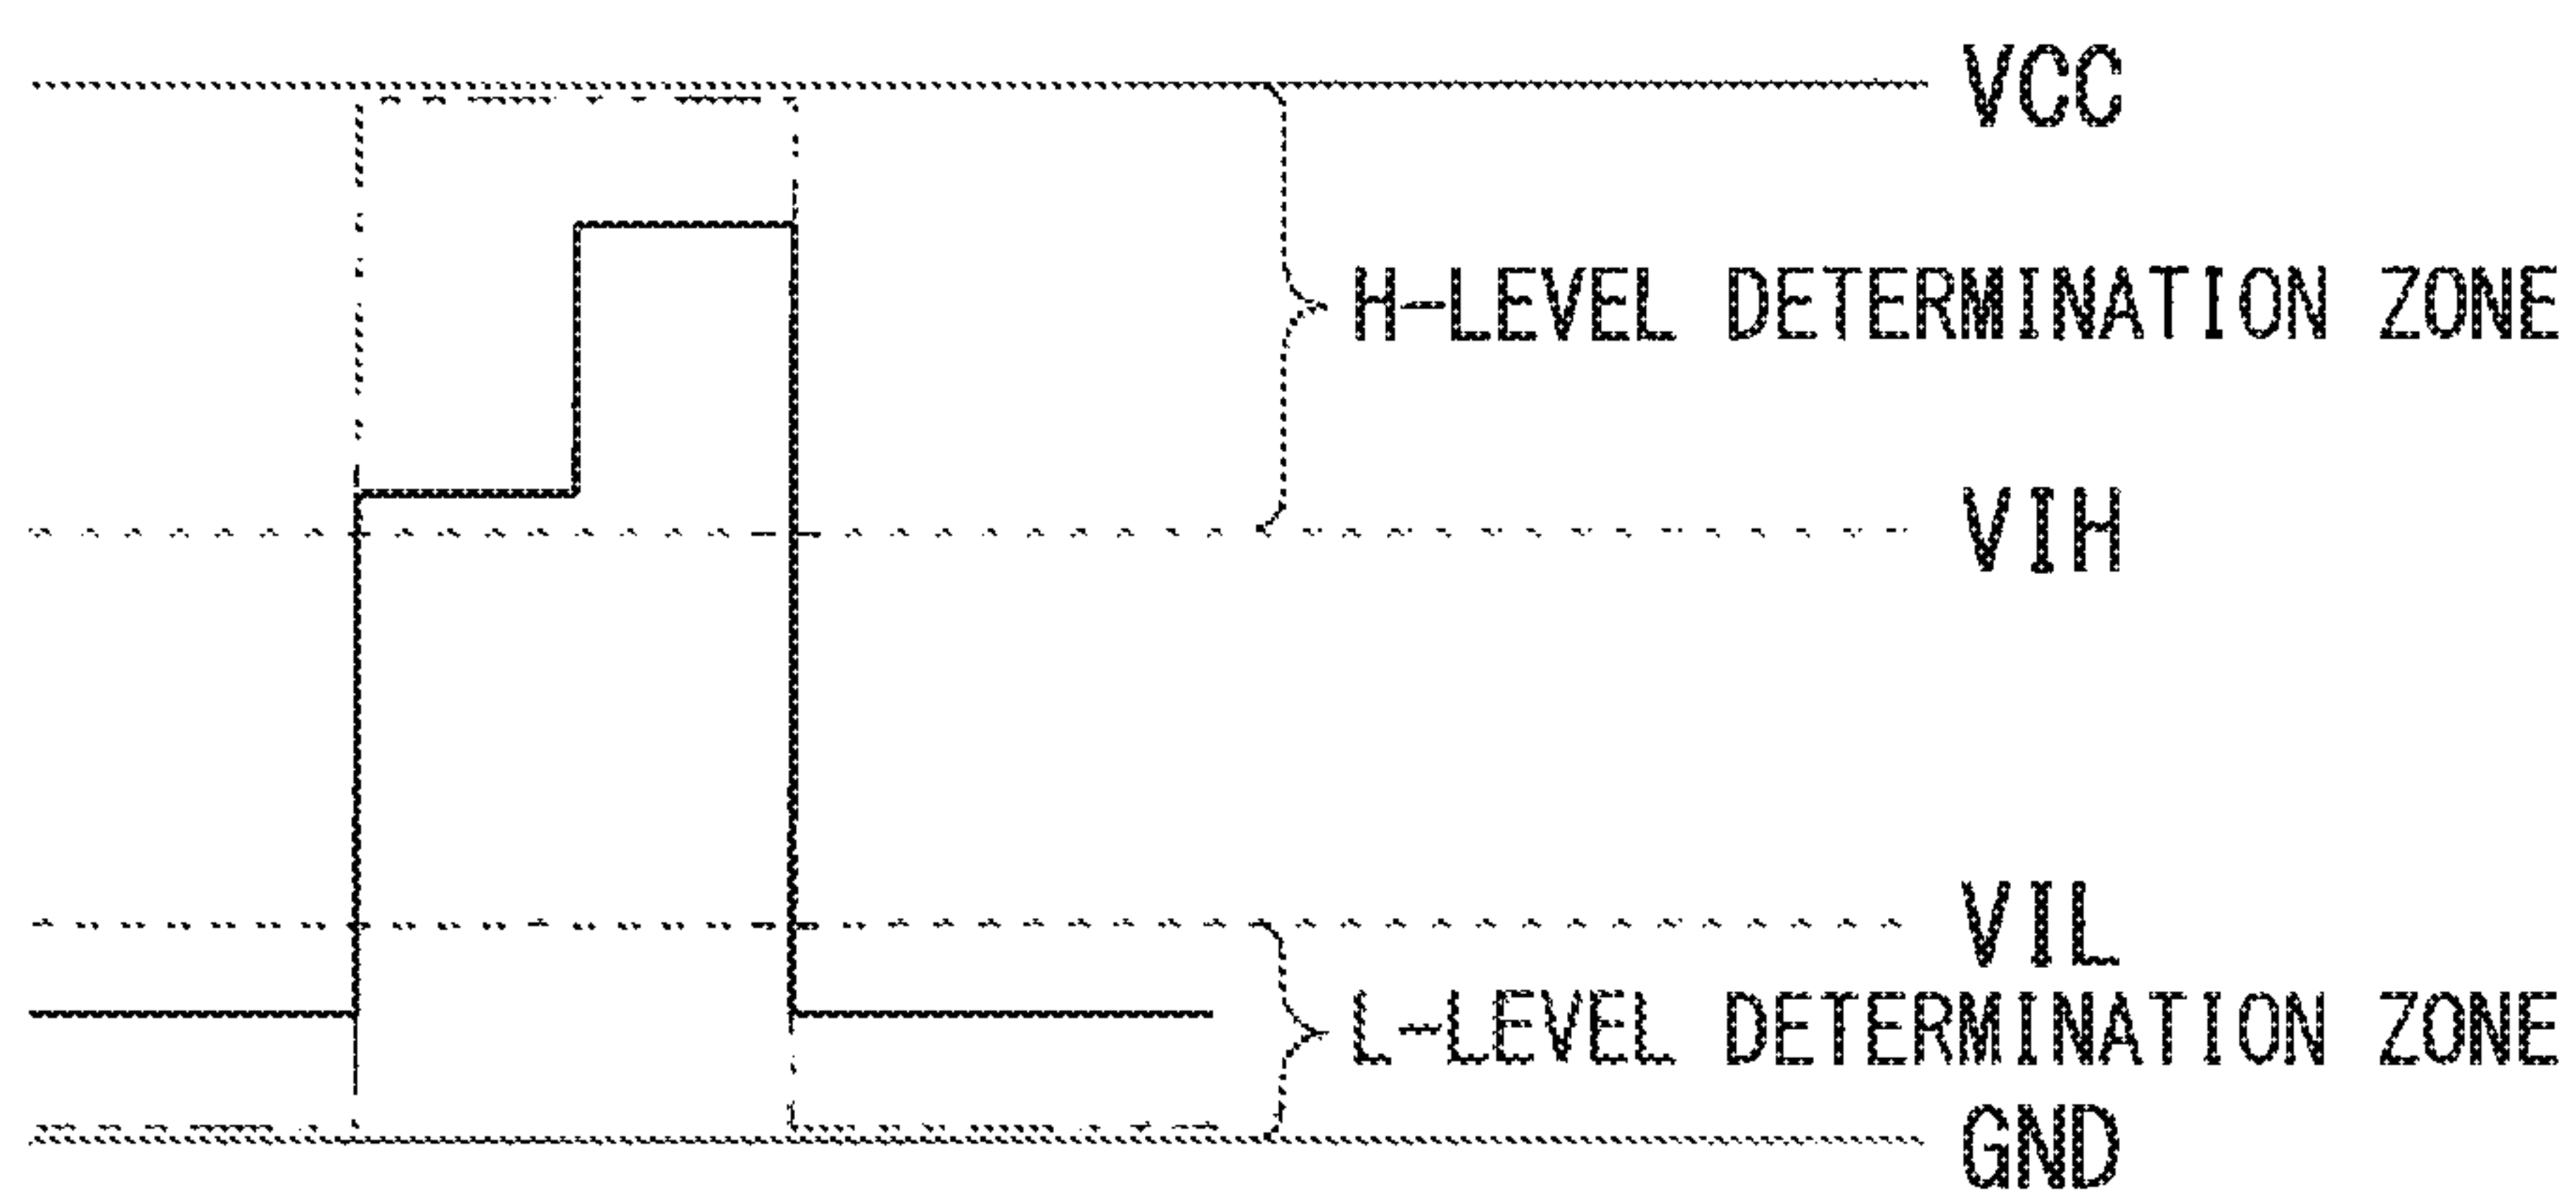 VCC
H-LEVEL DETERMINATION ZONE
VIH
VIL
L-LEVEL DETERMINATION ZONE
GND